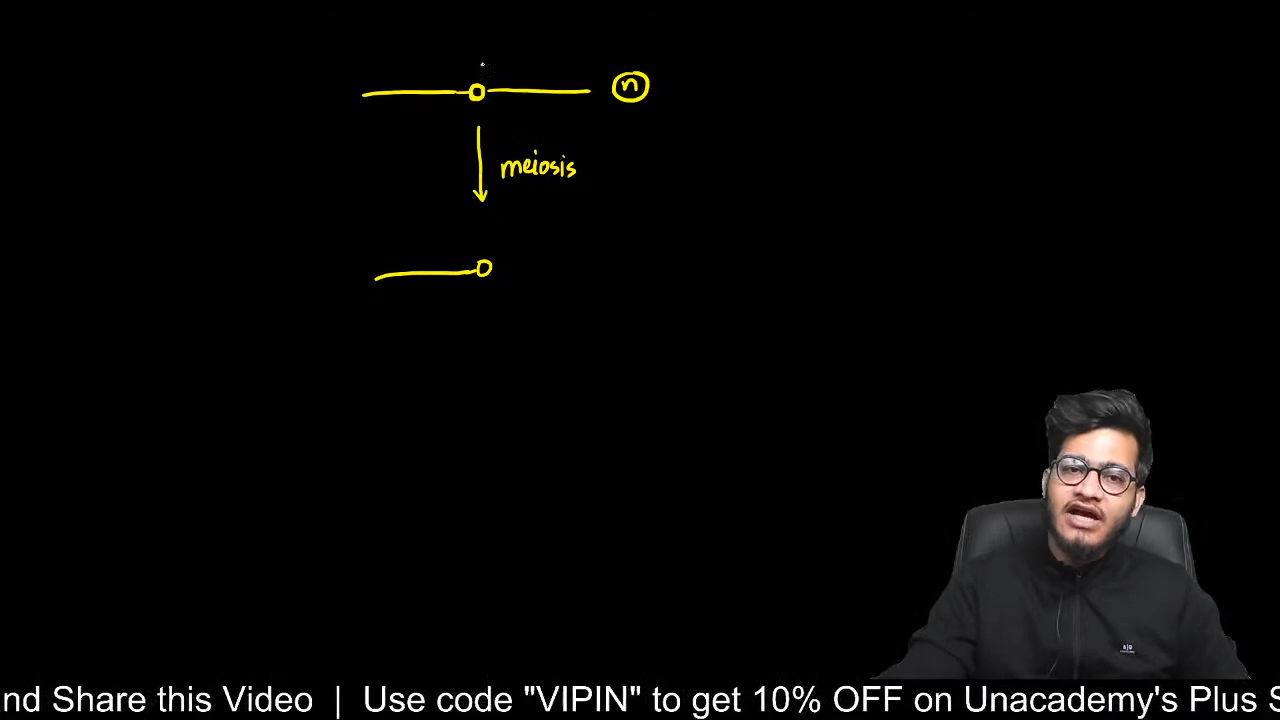 n
meiosis
nd Share this Video | Use code "VIPIN" to get 10% OFF on Unacademy's Plus S